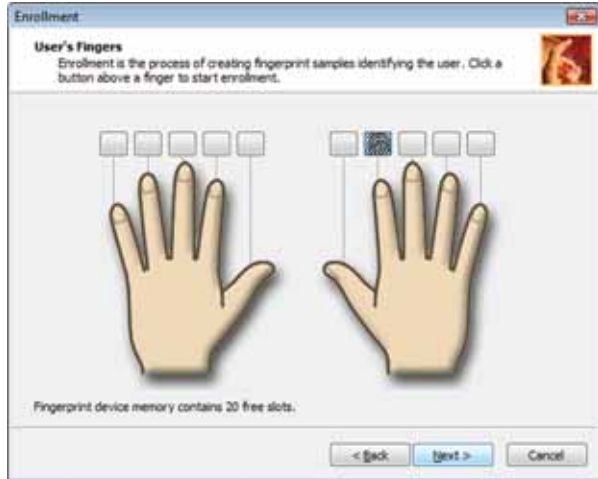 Enrollment
User's Fingers
Enrollment is the process of creating fingerprint samples identifying the user. Click a
button above a finger to start enrollment.
Fingerprint device memory contains 20 free slots.
< Back Next > Cancel